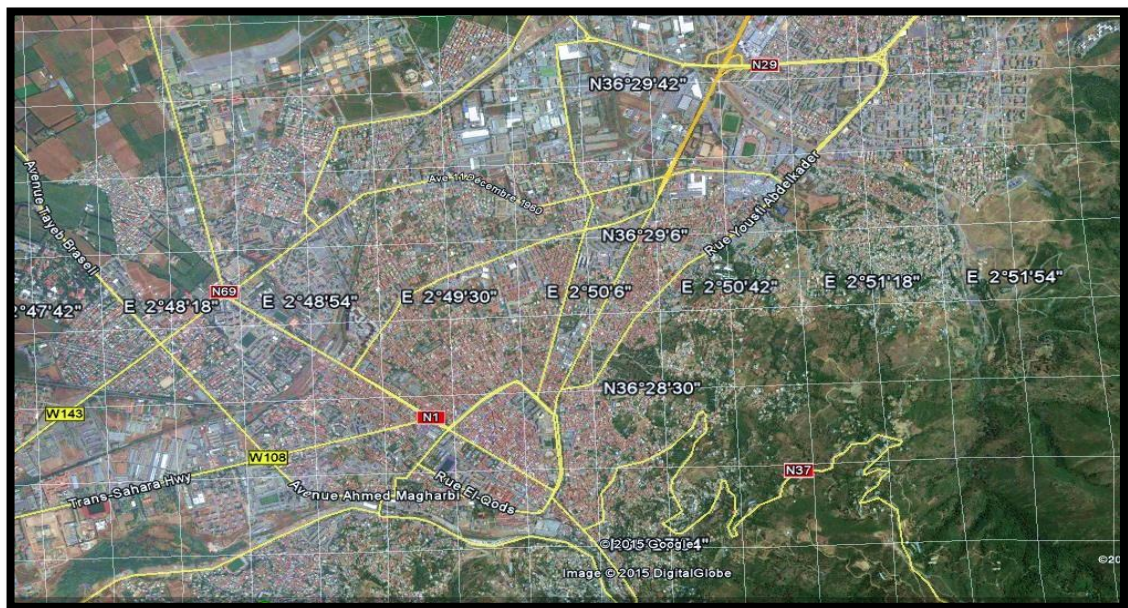 N29
N36°29'42"
Avenue Tayeb Braseli
Ave 11 Décembre 1960
Rue Yousfi Abdelkader
N36°29'6"
N69
2°47'42"
E 2°48'18"
E 2°48'54"
E 2°49'30"
E 2°50'6"
E 2°50'42"
E 2°51'18"
E 2°51'54"
N36°28'30"
W143
N1
W108
N37
Trans-Sahara Hwy
Avenue Ahmed Magharbi
Rue El-Qods
© 2015 Google
Image © 2015 DigitalGlobe
©20